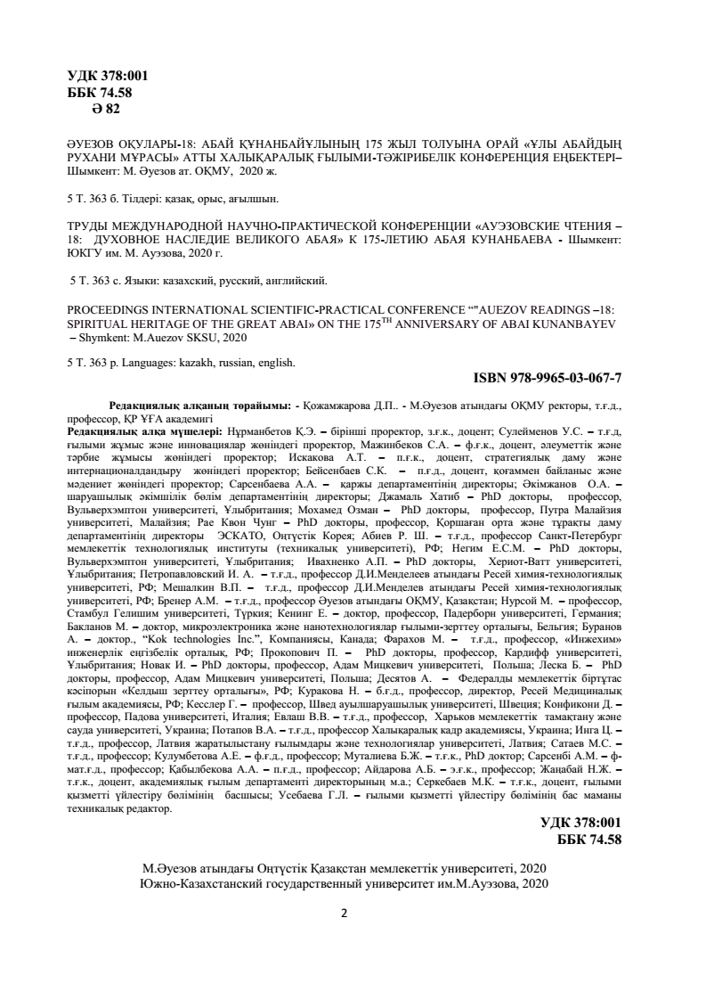 УДК 378:001
ББК 74.58
Ә 82
ӘУЕЗОВ ОҚУЛАРЫ-18: АБАЙ ҚҰНАНБАЙҰЛЫНЫҢ 175 ЖЫЛ ТОЛУЫНА ОРАЙ «ҰЛЫ АБАЙДЫҢ
РУХАНИ МҰРАСЫ» АТТЫ ХАЛЫҚАРАЛЫҚ ҒЫЛЫМИ-ТӘЖІРИБЕЛІК КОНФЕРЕНЦИЯ ЕҢБЕКТЕРІ–
Шымкент: М. Әуезов ат. ОҚМУ, 2020 ж.
5 Т. 363 б. Тілдері: қазақ, орыс, ағылшын.
ТРУДЫ МЕЖДУНАРОДНОЙ НАУЧНО-ПРАКТИЧЕСКОЙ КОНФЕРЕНЦИИ «АУЭЗОВСКИЕ ЧТЕНИЯ –
18: ДУХОВНОЕ НАСЛЕДИЕ ВЕЛИКОГО АБАЯ» К 175-ЛЕТИЮ АБАЯ КУНАНБАЕВА - Шымкент:
ЮКГУ им. М. Ауэзова, 2020 г.
5 Т. 363 с. Языки: казахский, русский, английский.
PROCEEDINGS INTERNATIONAL SCIENTIFIC-PRACTICAL CONFERENCE “"AUEZOV READINGS –18:
SPIRITUAL HERITAGE OF THE GREAT ABAI» ON THE 175TH ANNIVERSARY OF ABAI KUNANBAYEV
– Shymkent: M.Auezov SKSU, 2020
5 Т. 363 p. Languages: kazakh, russian, english.
ISBN 978-9965-03-067-7
Редакциялық алқаның төрайымы: - Қожамжарова Д.П.. - М.Әуезов атындағы ОҚМУ ректоры, т.ғ.д.,
профессор, ҚР ҰҒА академигі
Редакциялық алқа мүшелері: Нұрманбетов Қ.Э. – бірінші проректор, з.ғ.к., доцент; Сулейменов У.С. – т.ғ.д,
ғылыми жұмыс және инновациялар жөніндегі проректор, Мажинбеков С.А. – ф.ғ.к., доцент, әлеуметтік және
тәрбие жұмысы жөніндегі проректор; Искакова А.Т. – п.ғ.к., доцент, стратегиялық даму және
интернационалдандыру жөніндегі проректор; Бейсенбаев С.К. – п.ғ.д., доцент, қоғаммен байланыс және
мәдениет жөніндегі проректор; Сарсенбаева А.А. – қаржы департаментінің директоры; Әкімжанов О.А. –
шаруашылық әкімшілік бөлім департаментінің директоры; Джамаль Хатиб – PhD докторы, профессор,
Вульверхэмптон университеті, Ұлыбритания; Мохамед Озман – PhD докторы, профессор, Путра Малайзия
университеті, Малайзия; Рае Квон Чунг – PhD докторы, профессор, Қоршаған орта және тұрақты даму
департаментінің директоры ЭСКАТО, Оңтүстік Корея; Абиев Р. Ш. – т.ғ.д., профессор Санкт-Петербург
мемлекеттік технологиялық институты (техникалық университеті), РФ; Негим Е.С.М. – PhD докторы,
Вульверхэмптон университеті, Ұлыбритания; Ивахненко А.П. – PhD докторы, Хериот-Ватт университеті,
Ұлыбритания; Петропавловский И. А. – т.ғ.д., профессор Д.И.Менделеев атындағы Ресей химия-технологиялық
университеті, РФ; Мешалкин В.П. – т.ғ.д., профессор Д.И.Менделев атындағы Ресей химия-технологиялық
университеті, РФ; Бренер А.М. – т.ғ.д., профессор Әуезов атындағы ОҚМУ, Қазақстан; Нурсой М. – профессор,
Стамбул Гелишим университеті, Түркия; Кенинг Е. – доктор, профессор, Падерборн университеті, Германия;
Бакланов М. – доктор, микроэлектроника және нанотехнологиялар ғылыми-зерттеу орталығы, Бельгия; Буранов
А. – доктор., “Kok technologies Inc.”, Компаниясы, Канада; Фарахов М. – т.ғ.д., профессор, «Инжехим»
инженерлік еңгізбелік орталық, РФ; Прокопович П. – PhD докторы, профессор, Кардифф университеті,
Ұлыбритания; Новак И. – PhD докторы, профессор, Адам Мицкевич университеті, Польша; Леска Б. – PhD
докторы, профессор, Адам Мицкевич университеті, Польша; Десятов А. – Федералды мемлекеттік біртұтас
кәсіпорын «Келдыш зерттеу орталығы», РФ; Куракова Н. – б.ғ.д., профессор, директор, Ресей Медициналық
ғылым академиясы, РФ; Кесслер Г. – профессор, Швед ауылшаруашылық университеті, Швеция; Конфикони Д. –
профессор, Падова университеті, Италия; Евлаш В.В. – т.ғ.д., профессор, Харьков мемлекеттік тамақтану және
сауда университеті, Украина; Потапов В.А. – т.ғ.д., профессор Халықаралық кадр академиясы, Украина; Инга Ц. –
т.ғ.д., профессор, Латвия жаратылыстану ғылымдары және технологиялар университеті, Латвия; Сатаев М.С. –
т.ғ.д., профессор; Кулумбетова А.Е. – ф.ғ.д., профессор; Муталиева Б.Ж. – т.ғ.к., PhD доктор; Сарсенбі А.М. – ф-
мат.ғ.д., профессор; Қабылбекова А.А. – п.ғ.д., профессор; Айдарова А.Б. – э.ғ.к., профессор; Жаңабай Н.Ж. –
т.ғ.к., доцент, академиялық ғылым департаменті директорының м.а.; Серкебаев М.К. – т.ғ.к., доцент, ғылыми
қызметті үйлестіру бөлімінің басшысы; Усебаева Г.Л. – ғылыми қызметті үйлестіру бөлімінің бас маманы
техникалық редактор.
УДК 378:001
ББК 74.58
М.Әуезов атындағы Оңтүстік Қазақстан мемлекеттік университеті, 2020
Южно-Казахстанский государственный университет им.М.Ауэзова, 2020
2